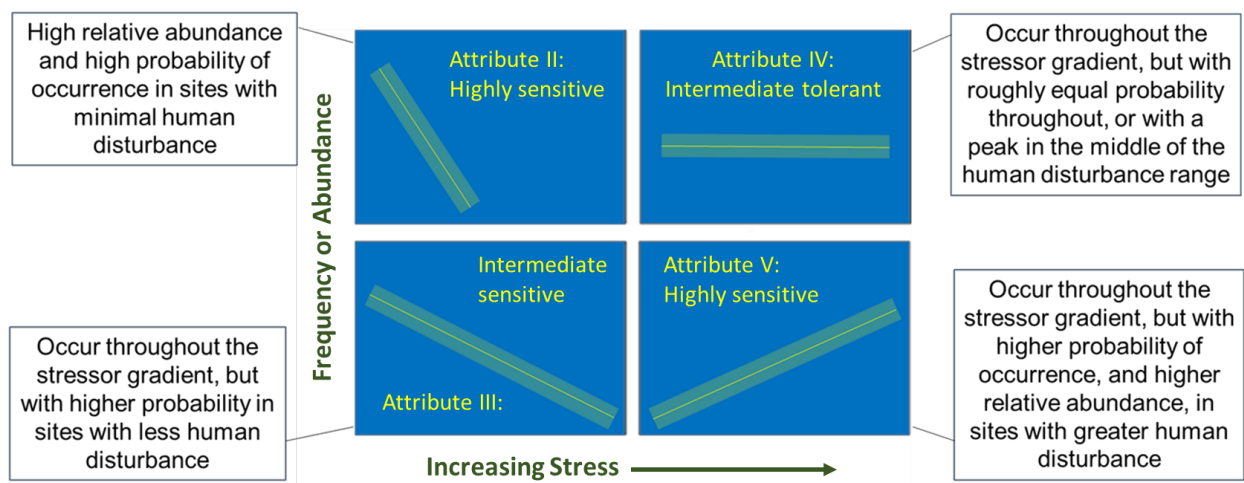 High relative abundance
and high probability of
occurrence in sites with
minimal human
disturbance
Attribute II:
Highly sensitive
Attribute IV:
Intermediate tolerant
Occur throughout the
stressor gradient, but with
roughly equal probability
throughout, or with a
peak in the middle of the
human disturbance range
Frequency or Abundance
Occur throughout the
stressor gradient, but
with higher probability in
sites with less human
disturbance
Intermediate
sensitive
Attribute III:
Attribute V:
Highly sensitive
Occur throughout the
stressor gradient, but with
higher probability of
occurrence, and higher
relative abundance, in
sites with greater human
disturbance
Increasing Stress